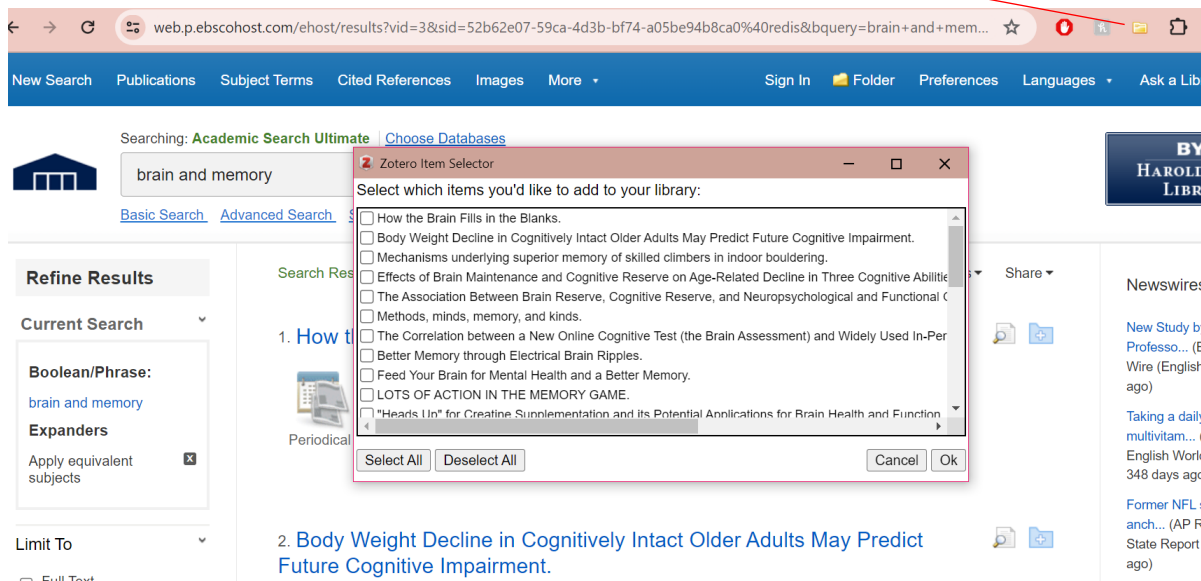 web.p.ebscohost.com/ehost/results?vid=3&sid=52b62e07-59ca-4d3b-bf74-a05be94b8ca0%40redis&bquery=brain+and+mem...
New Search Publications Subject Terms Cited References Images More Sign In Folder Preferences Languages Ask a Lib
Searching: Academic Search Ultimate Choose Databases
brain and memory
Basic Search Advanced Search S
BY
HAROLD
LIBR
Zotero Item Selector
Select which items you'd like to add to your library:
How the Brain Fills in the Blanks.
Body Weight Decline in Cognitively Intact Older Adults May Predict Future Cognitive Impairment.
Mechanisms underlying superior memory of skilled climbers in indoor bouldering.
Effects of Brain Maintenance and Cognitive Reserve on Age-Related Decline in Three Cognitive Abilitie
The Association Between Brain Reserve, Cognitive Reserve, and Neuropsychological and Functional
Methods, minds, memory, and kinds.
The Correlation between a New Online Cognitive Test (the Brain Assessment) and Widely Used In-Per
Better Memory through Electrical Brain Ripples.
Feed Your Brain for Mental Health and a Better Memory.
LOTS OF ACTION IN THE MEMORY GAME.
"Heads Up" for Creatine Supplementation and its Potential Applications for Brain Health and Function
Select All Deselect All Cancel Ok
Refine Results
Current Search
Boolean/Phrase:
brain and memory
Expanders
Apply equivalent
subjects
Limit To
Full Text
Search Res
s Share
1. How th
Periodical
2. Body Weight Decline in Cognitively Intact Older Adults May Predict
Future Cognitive Impairment.
Newswires
New Study b
Professo... (B
Wire (English
ago)
Taking a daily
multivitam... (
English World
348 days ago
Former NFL s
anch... (AP R
State Report
ago)